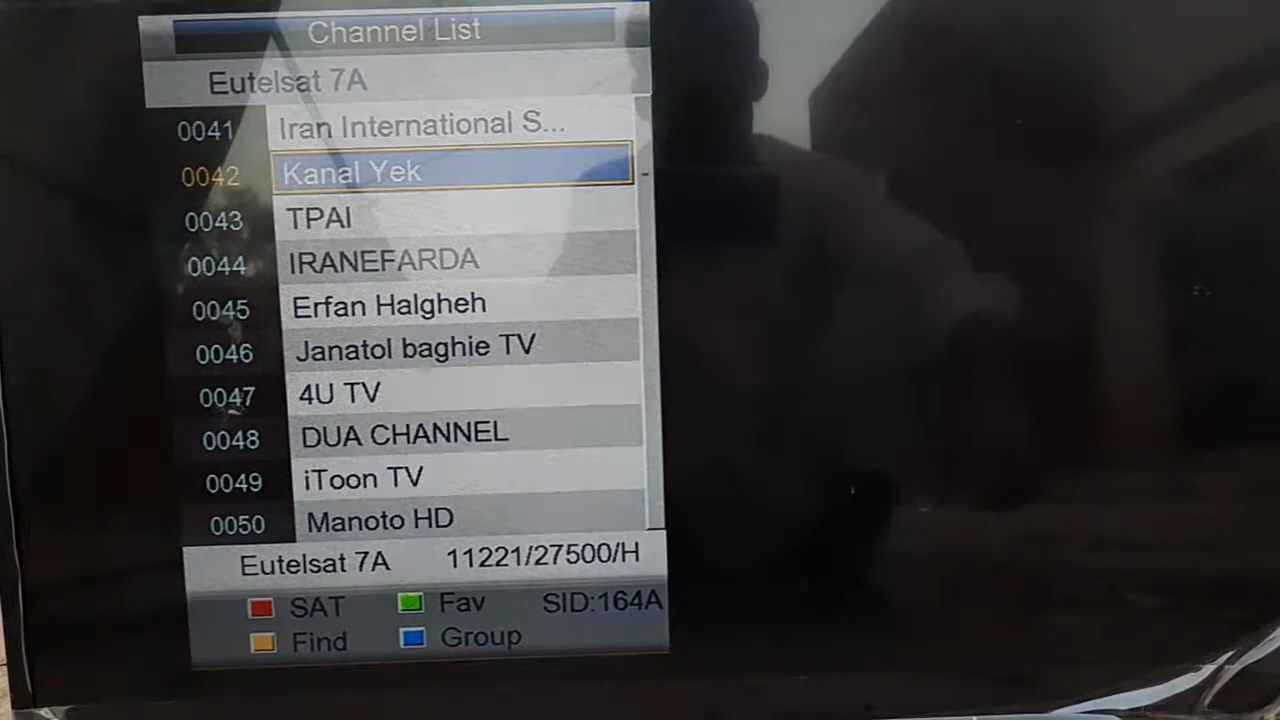 Channel List
Eutelsat 7A
0041 Iran International S...
0042 Kanal Yek
0043 TPAI
0044 IRANEFARDA
0045 Erfan Halgheh
0046 Janatol baghie TV
0047 4U TV
0048 DUA CHANNEL
0049 iToon TV
0050 Manoto HD
Eutelsat 7A 11221/27500/H
SAT Fav SID:164A
Find Group